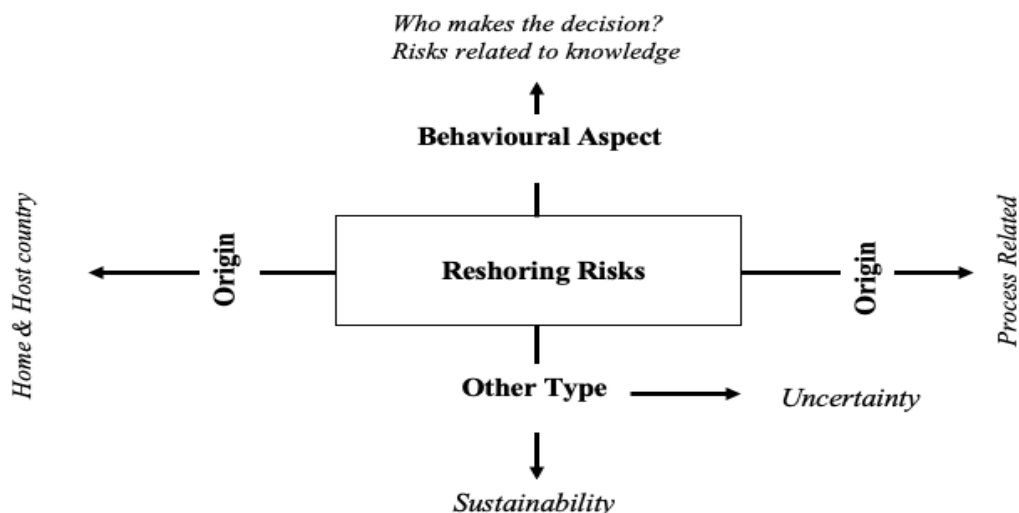 Who makes the decision?
Risks related to knowledge
Behavioural Aspect
Home & Host country
Origin
Reshoring Risks
Origin
Process Related
Other Type
Uncertainty
Sustainability